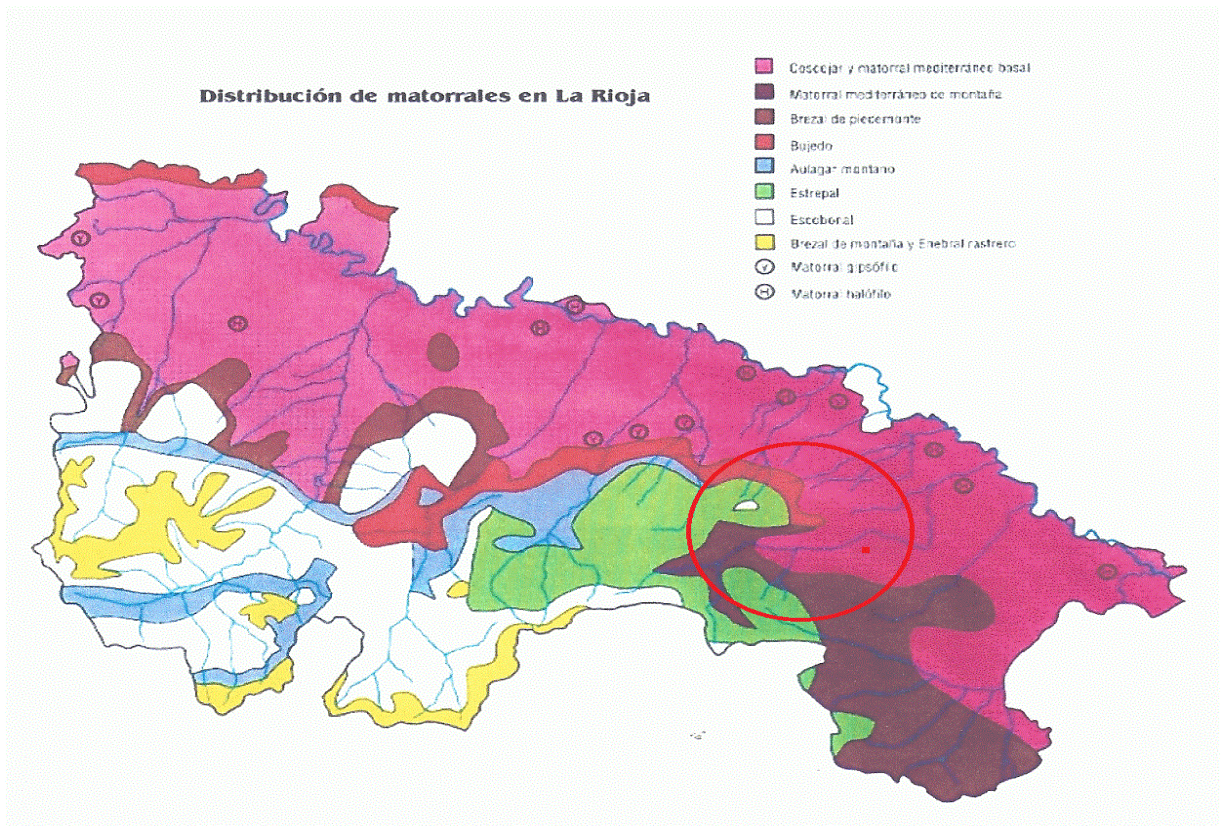 Distribución de matorrales en La Rioja
Coscojar y matorral mediterráneo basal
Matorral mediterráneo de montaña
Brezal de piedemonte
Bujedo
Aulagar montano
Estrepal
Escobonal
Brezal de montaña y Enebral rastrero
Y Matorral gipsófilo
H Matorral halófilo
Y
Y
H
H
H